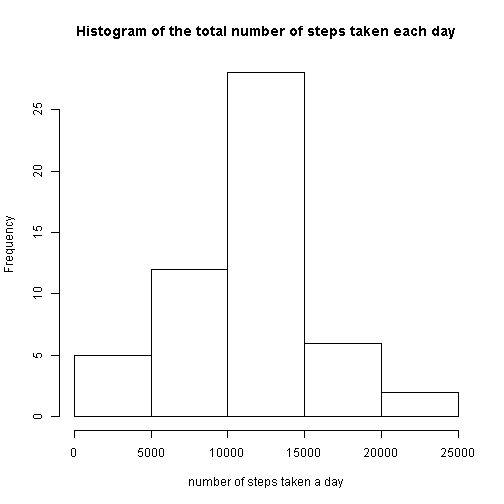 Histogram of the total number of steps taken each day
Frequency
25
20
15
10
5
0
0 5000 10000 15000 20000 25000
number of steps taken a day